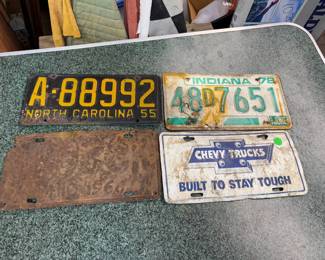 A-88992
NORTH CAROLINA 55
INDIANA 78
48D7651
CHEVY TRUCKS
BUILT TO STAY TOUGH